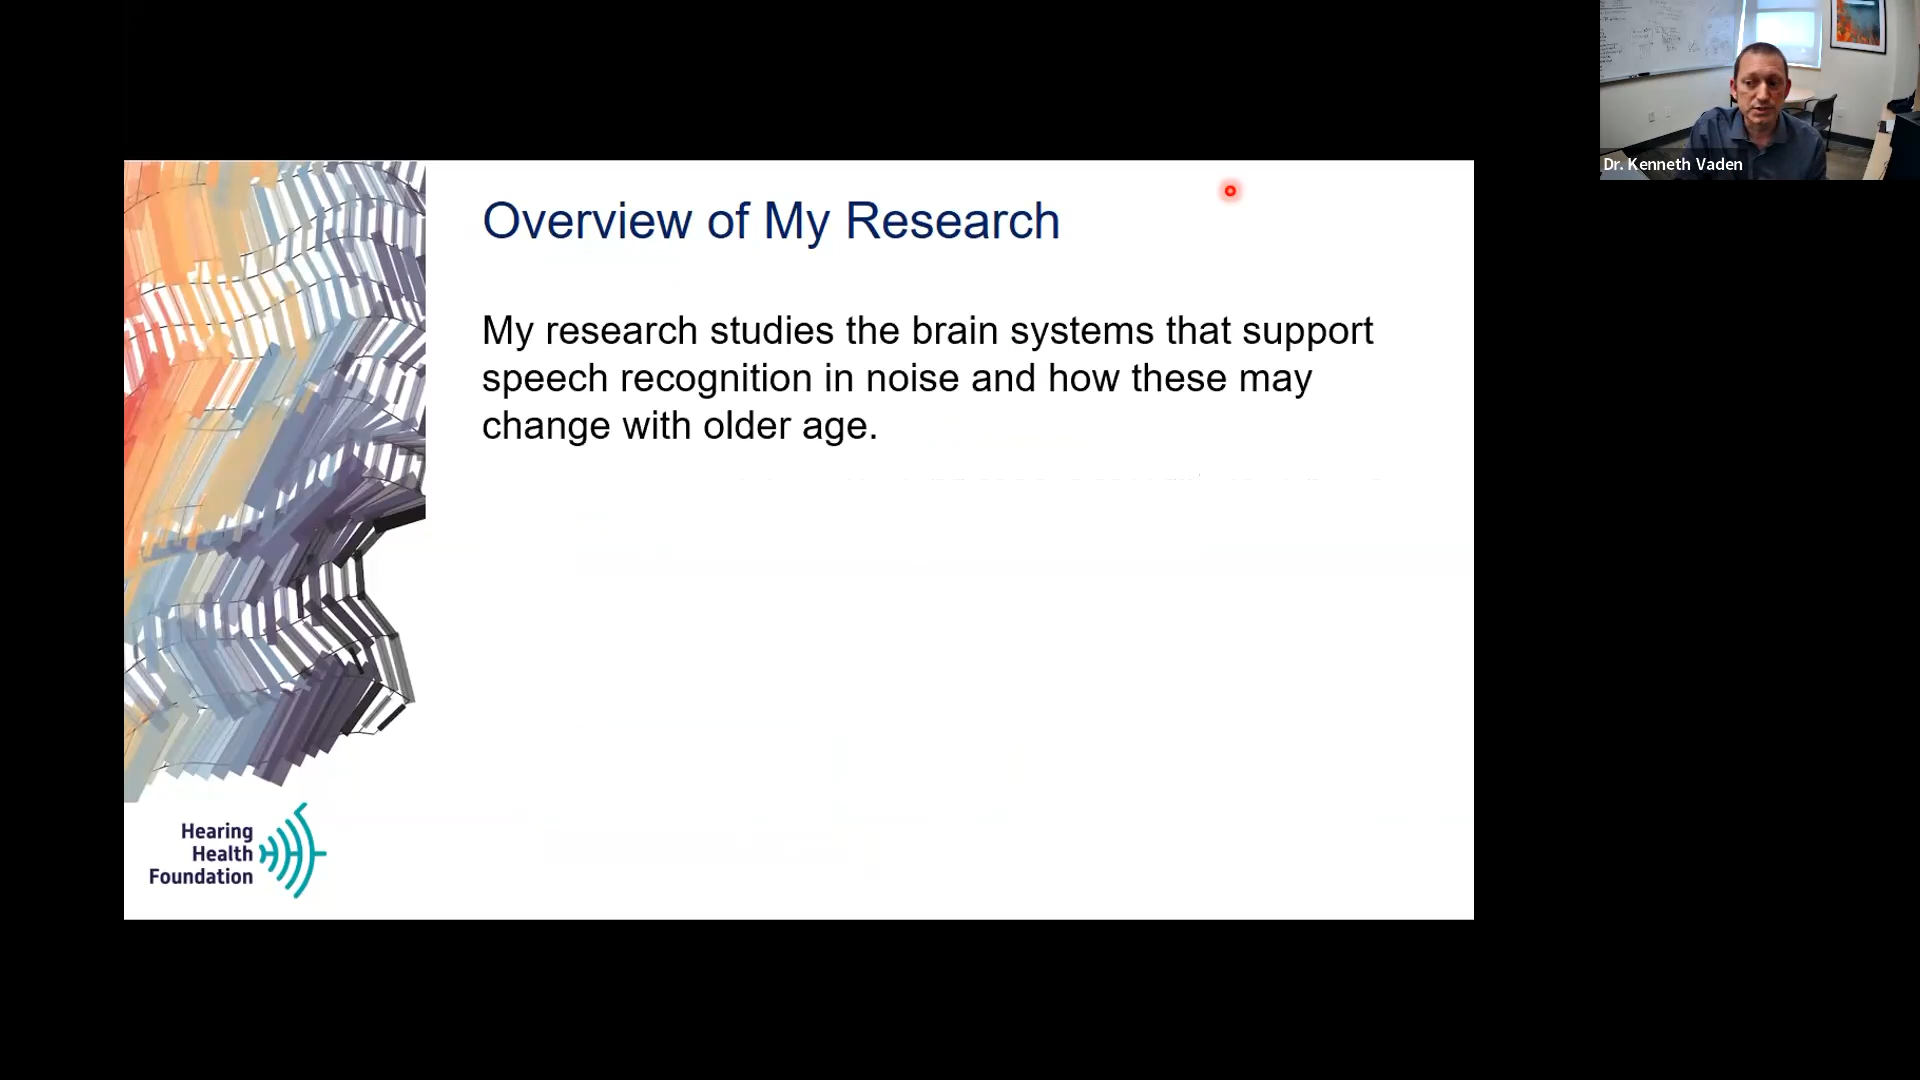 Overview of My Research
My research studies the brain systems that support
speech recognition in noise and how these may
change with older age.
Hearing
Health
Foundation
Dr. Kenneth Vaden